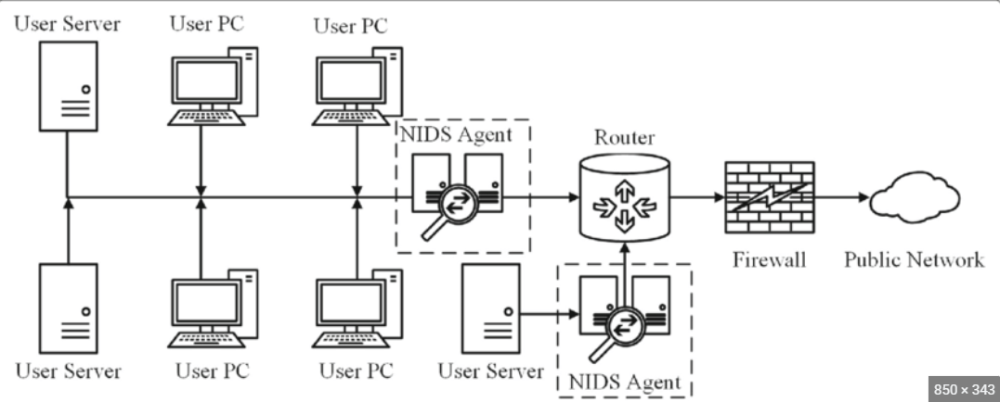 User Server
User PC
User PC
NIDS Agent
Router
Firewall
Public Network
User Server
User PC
User PC
User Server
NIDS Agent
850 × 343